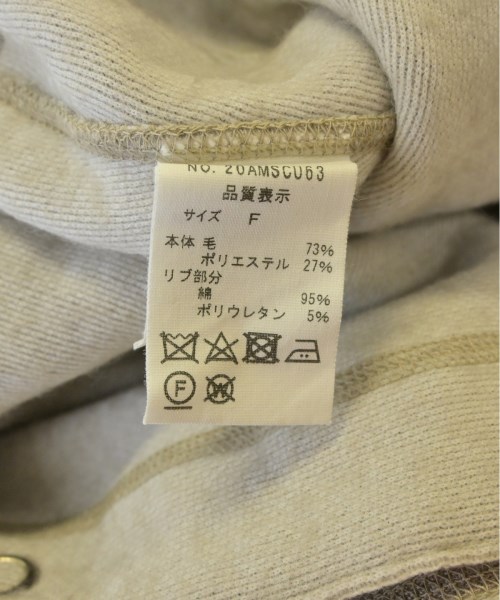 NO. 20AMSCU63
品質表示
サイズ F
本体 毛 73%
ポリエステル 27%
リブ部分
綿 95%
ポリウレタン 5%
F W